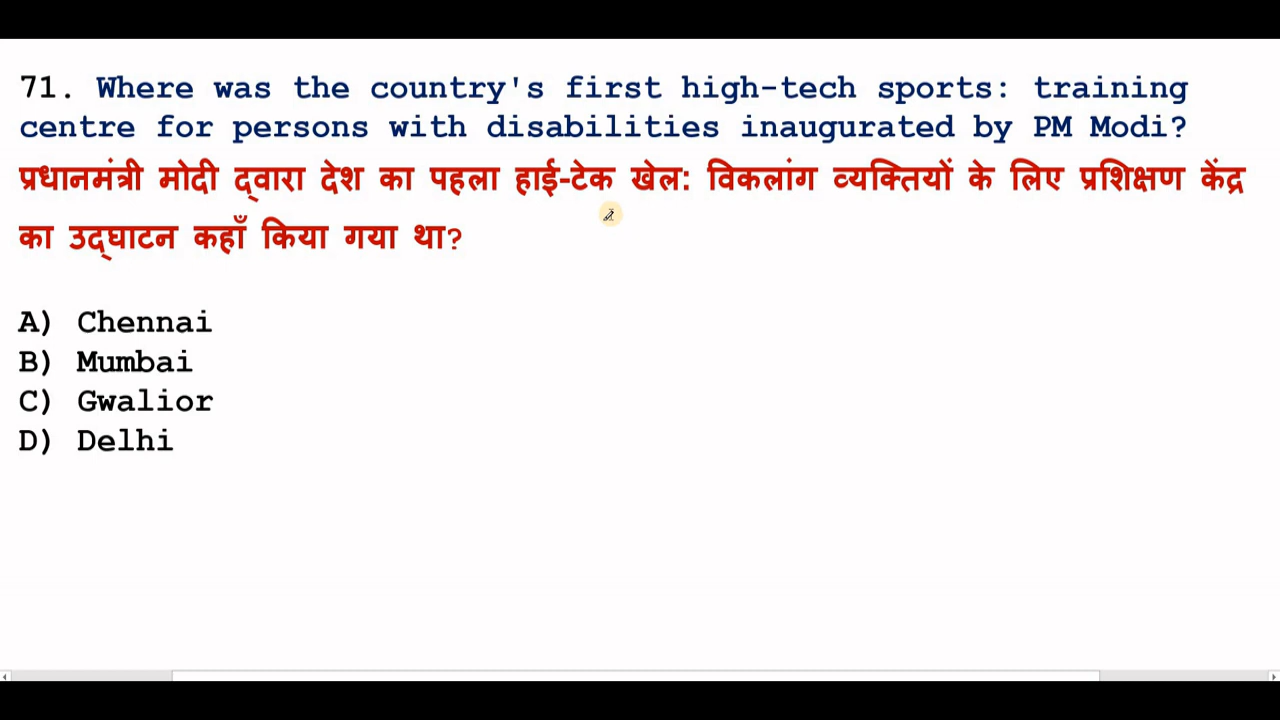 71. Where was the country's first high-tech sports: training
centre for persons with disabilities inaugurated by PM Modi?
प्रधानमंत्री मोदी द्वारा देश का पहला हाई-टेक खेल: विकलांग व्यक्तियों के लिए प्रशिक्षण केंद्र
का उद्घाटन कहाँ किया गया था?
A) Chennai
B) Mumbai
C) Gwalior
D) Delhi